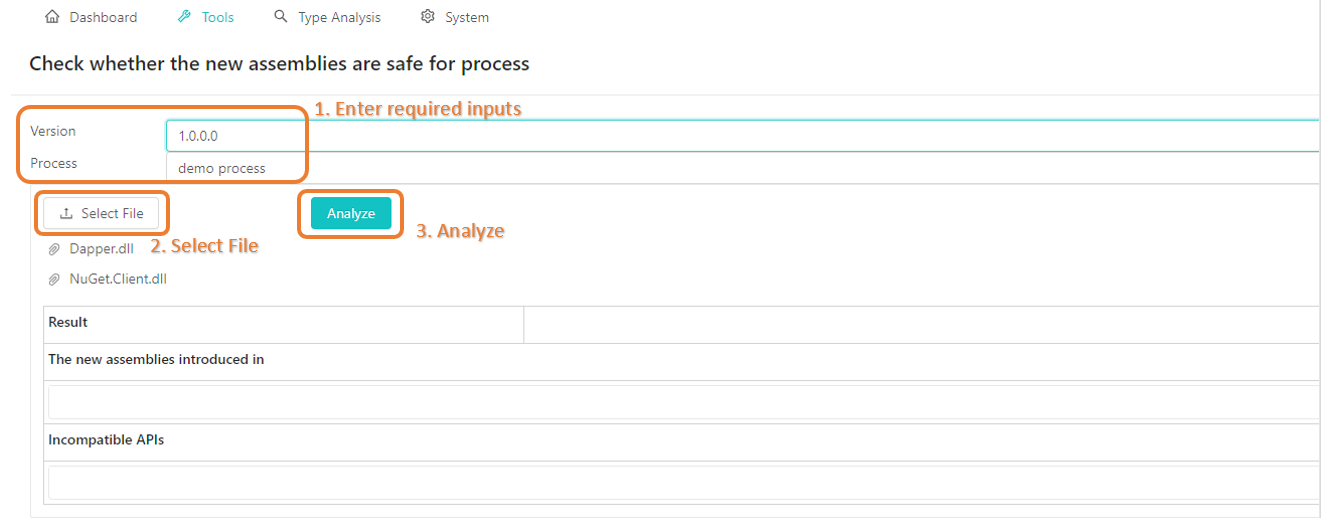 Dashboard Tools Type Analysis System
Check whether the new assemblies are safe for process
1. Enter required inputs
Version 1.0.0.0
Process demo process
Select File Analyze
3. Analyze
2. Select File
Dapper.dll
NuGet.Client.dll
Result
The new assemblies introduced in
Incompatible APIs